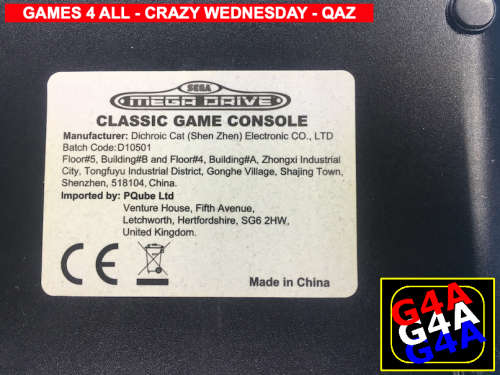 GAMES 4 ALL - CRAZY WEDNESDAY - QAZ
SEGA
MEGA DRIVE
CLASSIC GAME CONSOLE
Manufacturer: Dichroic Cat (Shen Zhen) Electronic CO., LTD
Batch Code:D10501
Floor#5, Building#B and Floor#4, Building#A, Zhongxi Industrial
City, Tongfuyu Industrial District, Gonghe Village, Shajing Town,
Shenzhen, 518104, China.
Imported by: PQube Ltd
Venture House, Fifth Avenue,
Letchworth, Hertfordshire, SG6 2HW,
United Kingdom.
CE
Made in China
G4A
G4A
G4A